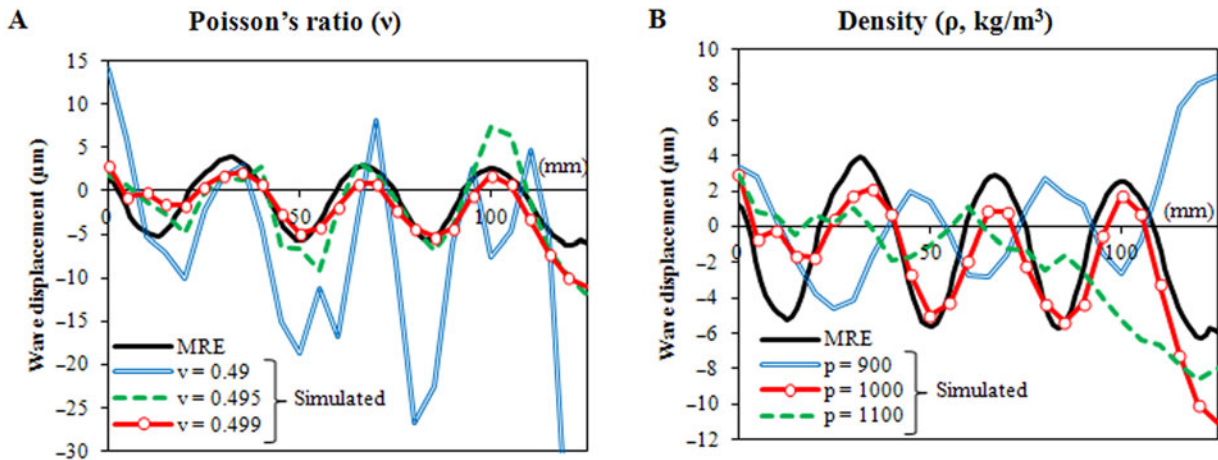 A
Poisson's ratio (ν)
Wave displacement (μm)
15
10
5
0
−5
−10
−15
−20
−25
−30
0
50
100
(mm)
MRE
v = 0.49
v = 0.495
v = 0.499
Simulated
B
Density (ρ, kg/m³)
Wave displacement (μm)
10
8
6
4
2
0
−2
−4
−6
−8
−10
−12
0
50
100
(mm)
MRE
p = 900
p = 1000
p = 1100
Simulated